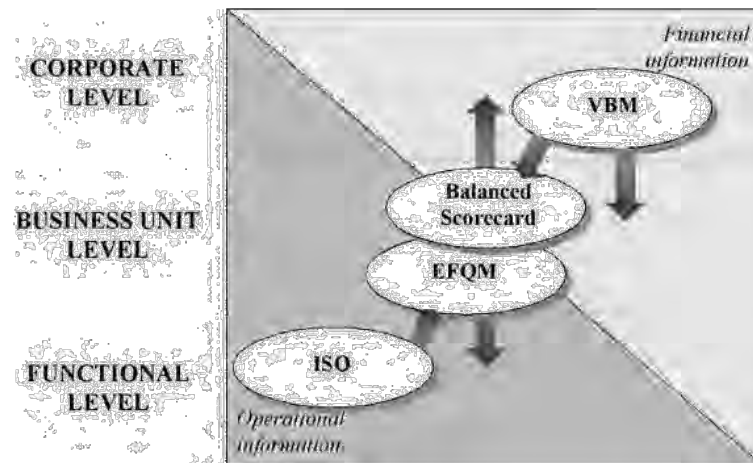 CORPORATE
LEVEL
Financial
information
VBM
BUSINESS UNIT
LEVEL
Balanced
Scorecard
EFQM
FUNCTIONAL
LEVEL
ISO
Operational
information.